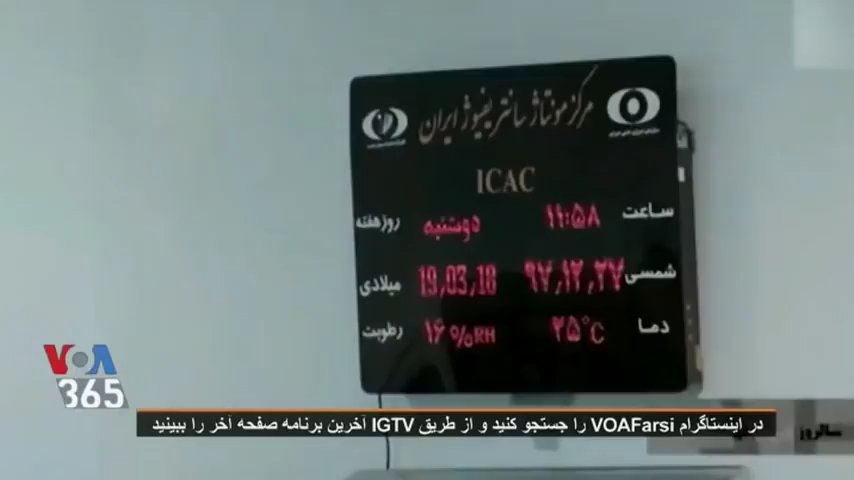 مرکز مونتاژ سانتریفیوژ ایران
ICAC
ساعت ۱۱:۵۸ دوشنبه روز هفته
شمسی ۹۷,۱۲,۲۷ 19,03,18 میلادی
دما ۲۵°C ۱۶%RH رطوبت
VOA
365
در اینستاگرام VOAFarsi را جستجو کنید و از طریق IGTV آخرین برنامه صفحه آخر را ببینید
سالروز